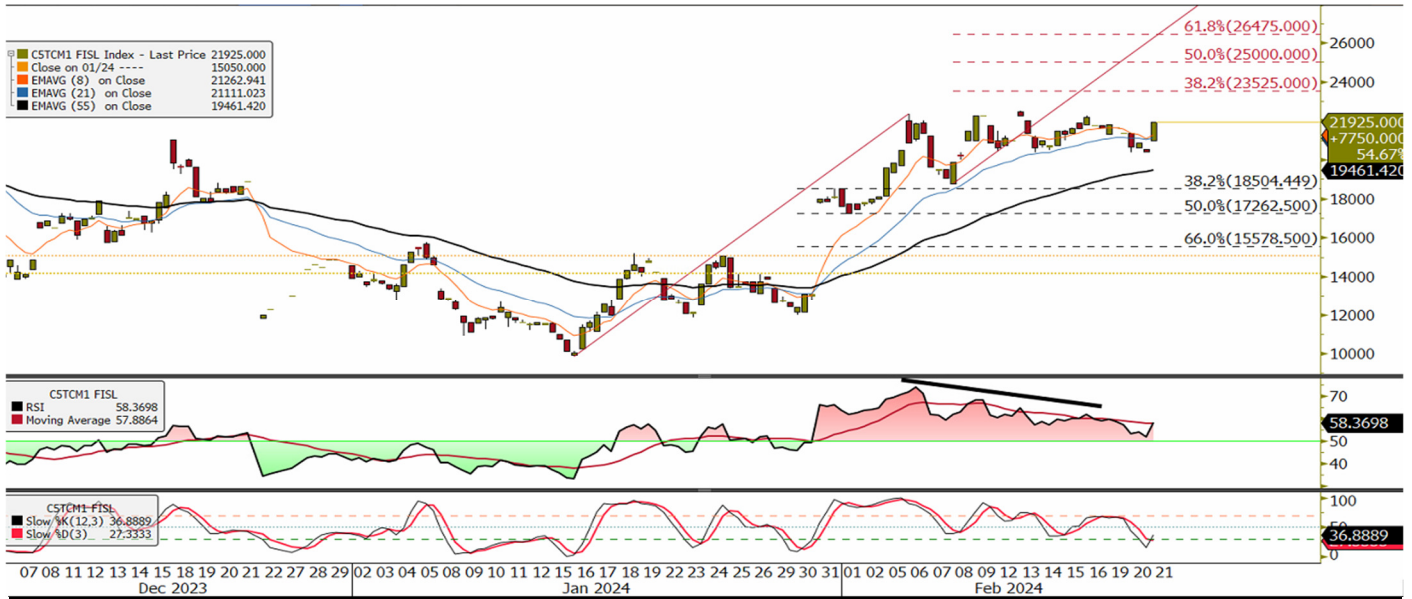 C5TCM1 FISL Index - Last Price 21925.000
Close on 01/24 ---- 15050.000
EMAVG (8) on Close 21262.941
EMAVG (21) on Close 21111.023
EMAVG (55) on Close 19461.420
61.8%(26475.000)
50.0%(25000.000)
38.2%(23525.000)
38.2%(18504.449)
50.0%(17262.500)
66.0%(15578.500)
26000
24000
21925.000
+7750.000
54.67%
19461.420
18000
16000
14000
12000
10000
C5TCM1 FISL
RSI 58.3698
Moving Average 57.8864
70
58.3698
50
40
C5TCM1 FISL
Slow %K(12,3) 36.8889
Slow %D(3) 27.3333
100
50
36.8889
0
07 08 11 12 13 14 15 18 19 20 21 22 27 28 29 02 03 04 05 08 09 10 11 12 15 16 17 18 19 22 23 24 25 26 29 30 31 01 02 05 06 07 08 09 12 13 14 15 16 19 20 21
Dec 2023 Jan 2024 Feb 2024